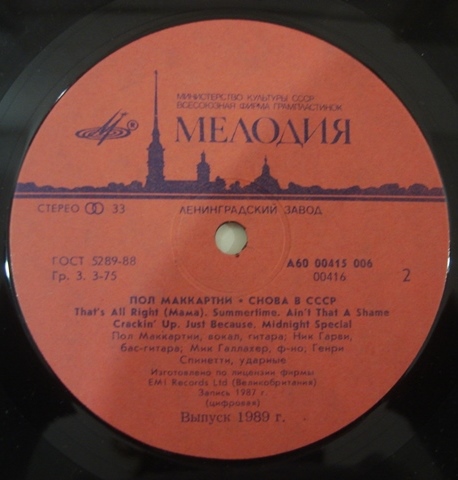 МИНИСТЕРСТВО КУЛЬТУРЫ СССР
ВСЕСОЮЗНАЯ ФИРМА ГРАМПЛАСТИНОК
МЕЛОДИЯ
СТЕРЕО 33
ЛЕНИНГРАДСКИЙ ЗАВОД
ГОСТ 5289-88
Гр. 3. 3-75
А60 00415 006
00416
2
ПОЛ МАККАРТНИ • СНОВА В СССР
That's All Right (Мама). Summertime. Ain't That A Shame
Crackin' Up. Just Because. Midnight Special
Пол Маккартни, вокал, гитара; Ник Гарви,
бас-гитара; Мик Галлахер, ф-но; Генри
Спинетти, ударные
Изготовлено по лицензии фирмы
EMI Records Ltd (Великобритания)
Запись 1987 г.
(цифровая)
Выпуск 1989 г.